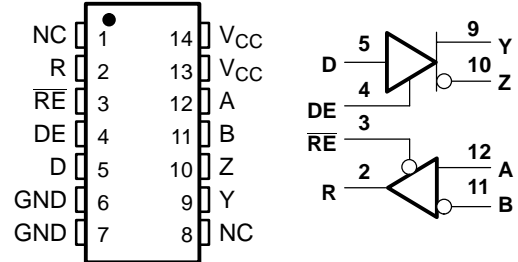 NC 1 14 VCC
R 2 13 VCC
RE 3 12 A
DE 4 11 B
D 5 10 Z
GND 6 9 Y
GND 7 8 NC
D 5 9 Y
10 Z
DE 4
RE 3
R 2 12 A
11 B